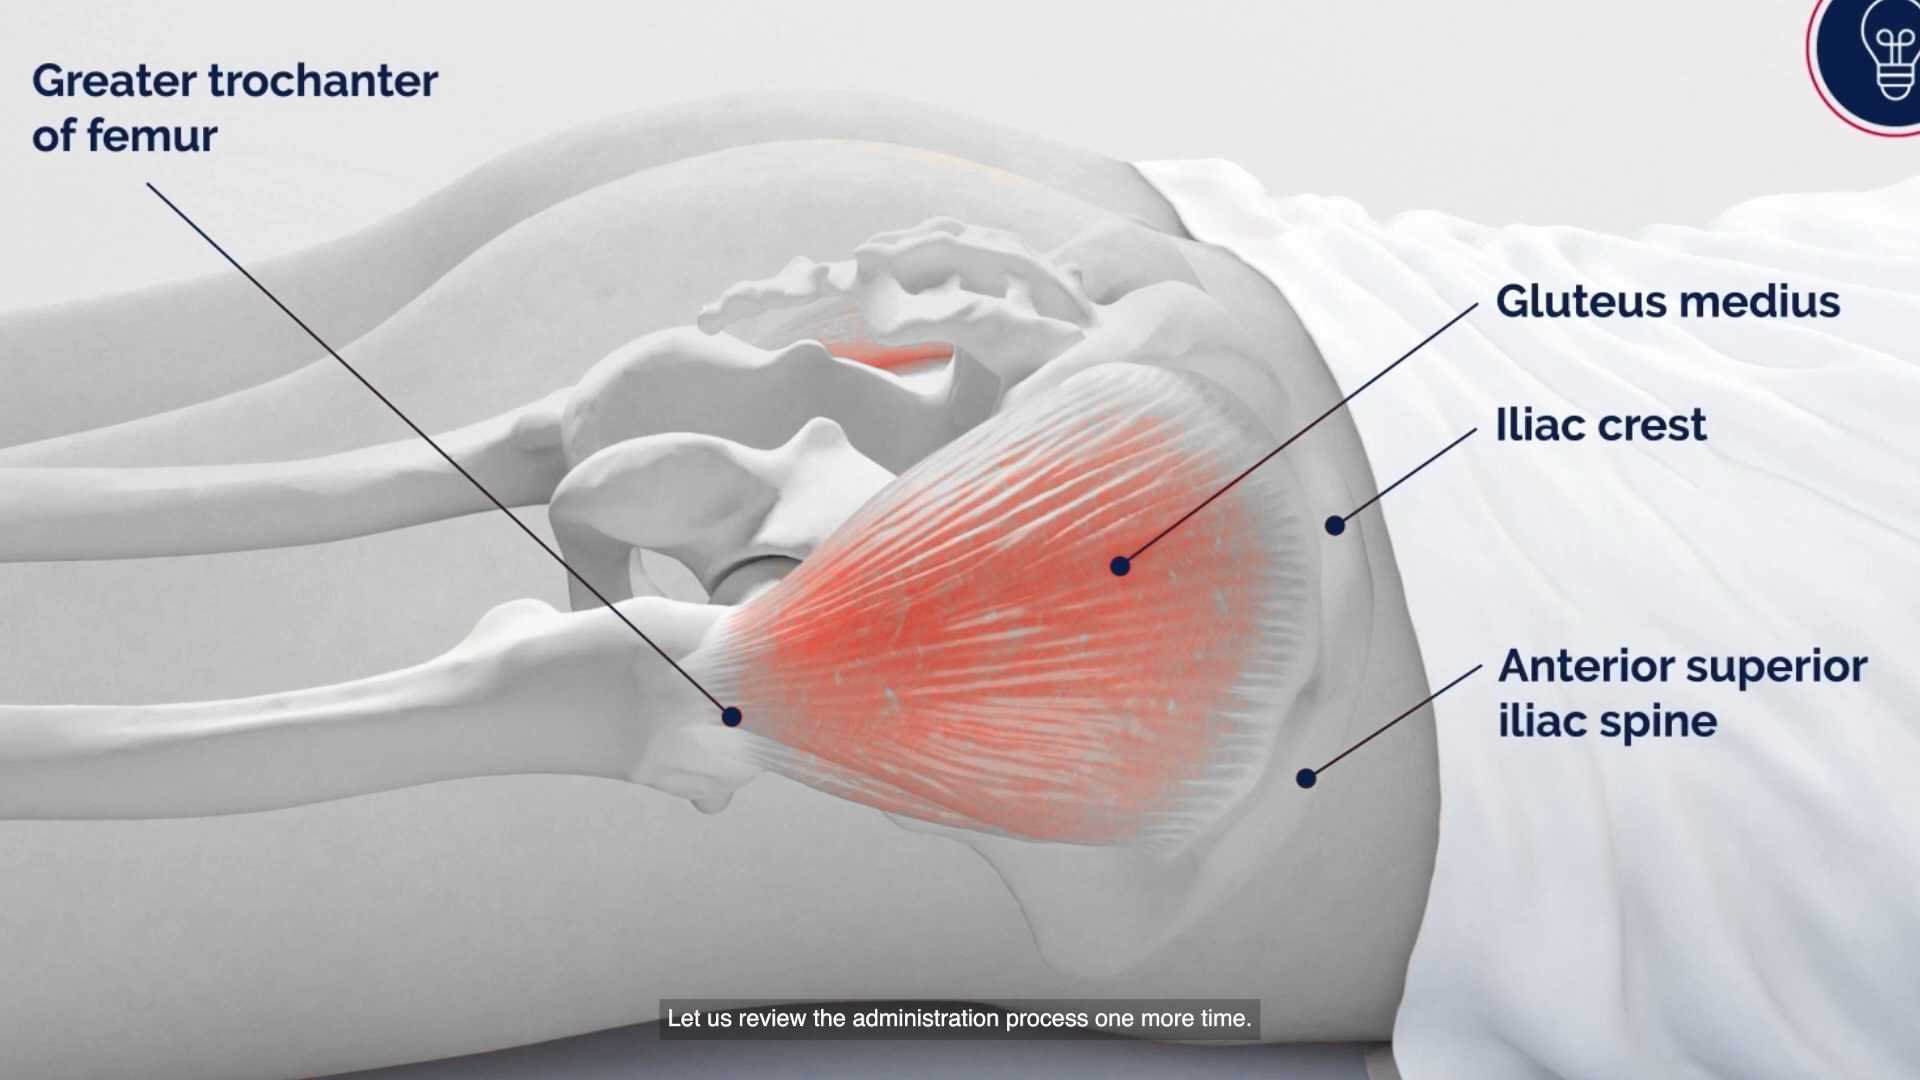 Greater trochanter
of femur
Gluteus medius
Iliac crest
Anterior superior
iliac spine
Let us review the administration process one more time.